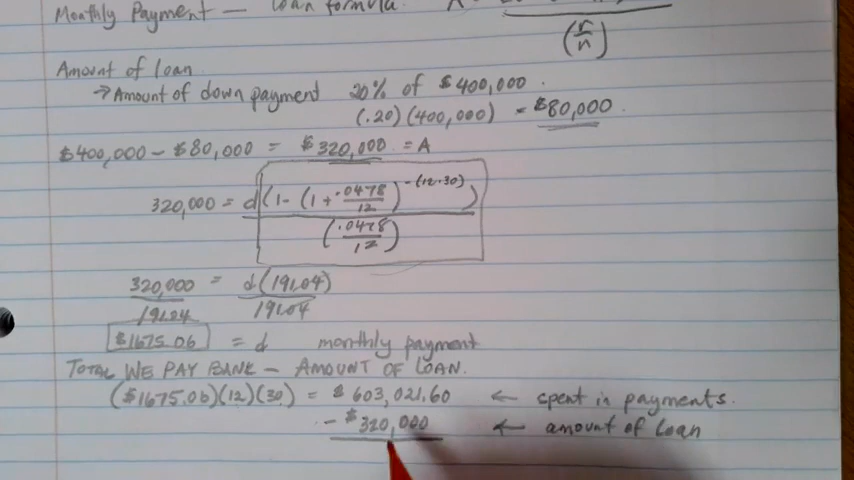 Monthly Payment — loan formula.
(r/n)
Amount of loan
→ Amount of down payment 20% of $400,000.
(.20)(400,000) = $80,000.
$400,000 - $80,000 = $320,000 = A
320,000 = d(1-(1+.0478/12)^-(12·30))
(.0478/12)
320,000 = d(191.04)
191.04 191.04
$1675.06 = d monthly payment
TOTAL WE PAY BANK — AMOUNT OF LOAN.
($1675.06)(12)(30) = $603,021.60 ← spent in payments.
- $320,000 ← amount of loan